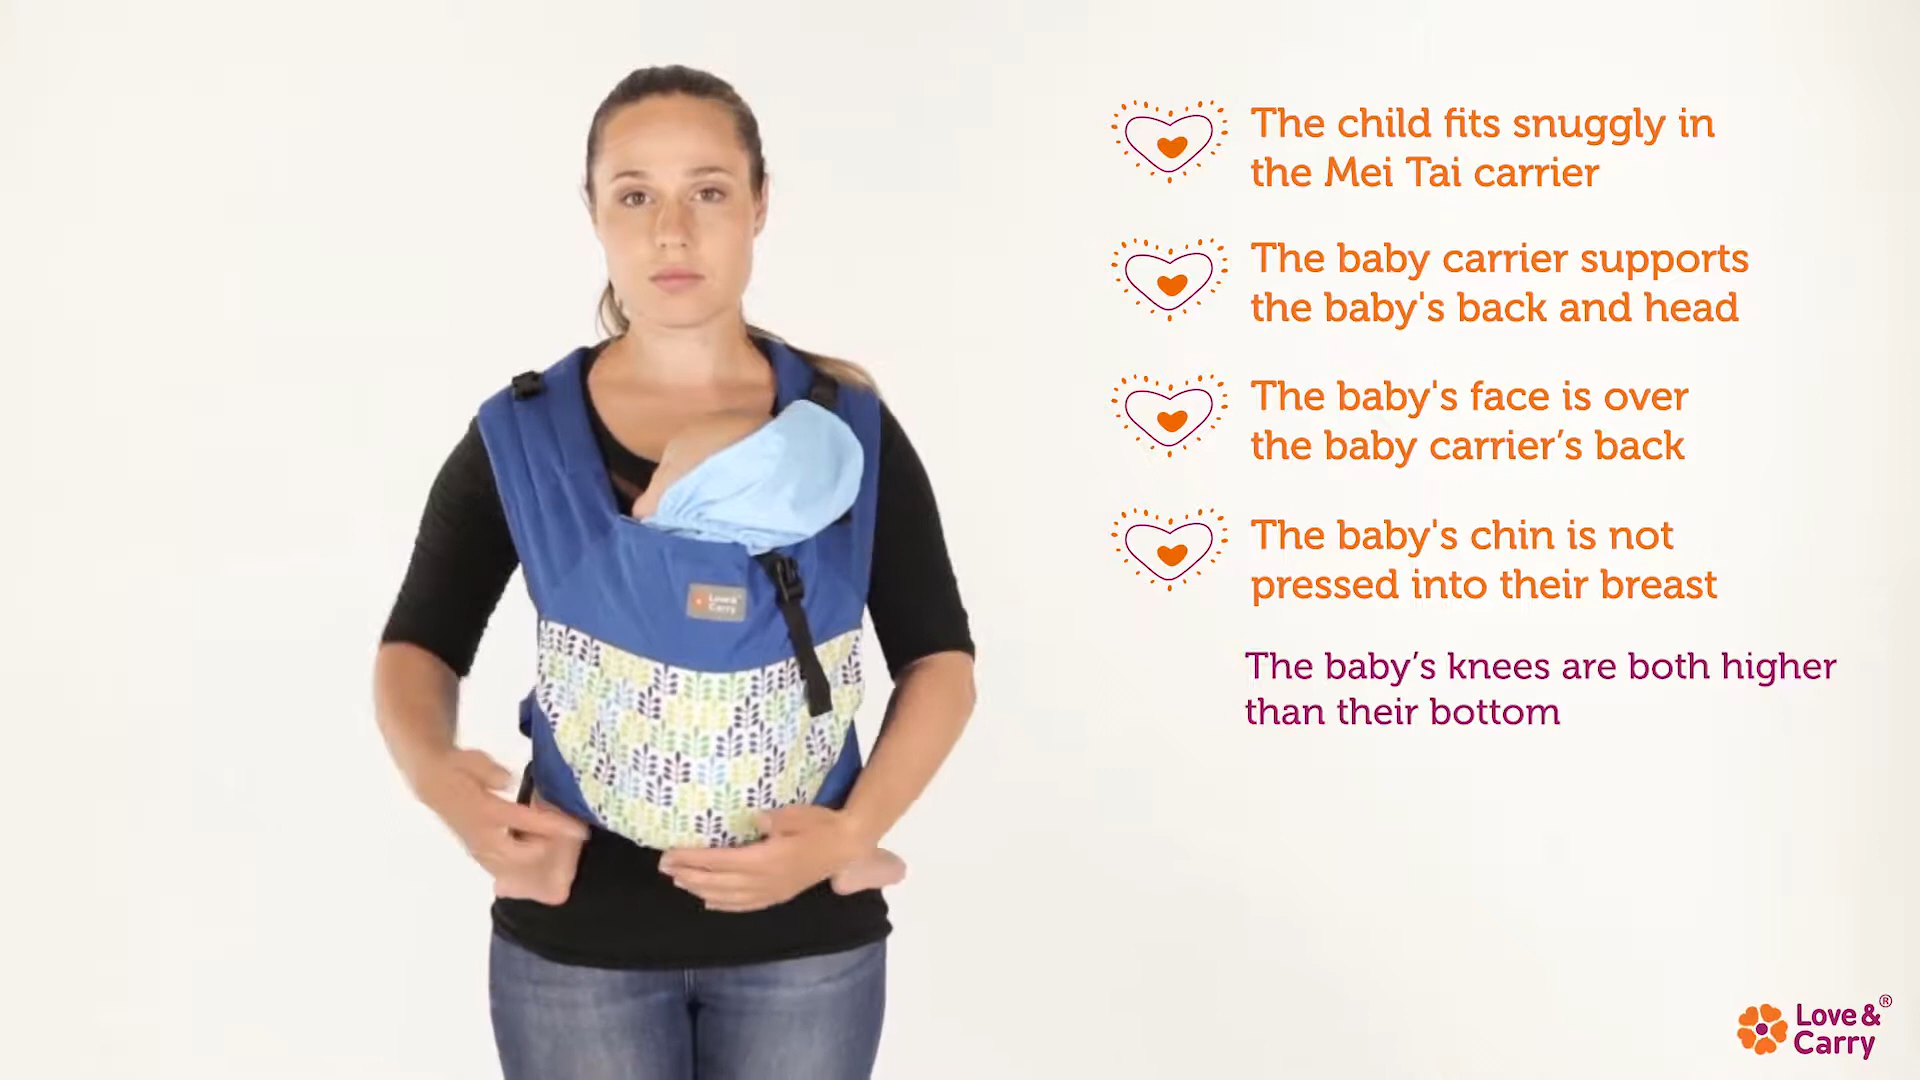 The child fits snuggly in
the Mei Tai carrier
The baby carrier supports
the baby's back and head
The baby's face is over
the baby carrier’s back
The baby's chin is not
pressed into their breast
The baby’s knees are both higher
than their bottom
Love&
Carry
Love&
Carry®